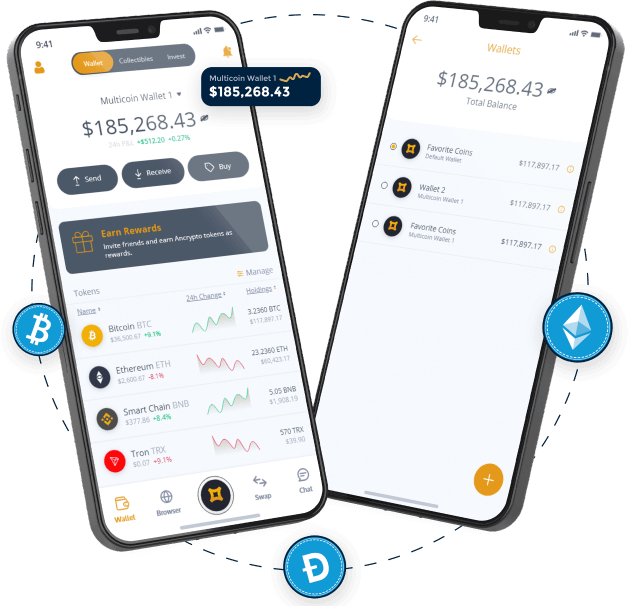 9:41
Wallet Collectibles Invest
Multicoin Wallet 1
$185,268.43
24h P&L +$512.20 +0.27%
Send Receive Buy
Earn Rewards
Invite friends and earn Ancrypto tokens as
rewards.
Tokens Manage
Name 24h Change Holdings
Bitcoin BTC 3.2360 BTC
$36,500.67 +9.1% $117,897.17
Ethereum ETH 23.2360 ETH
$2,600.67 -8.1% $60,423.17
Smart Chain BNB 5.05 BNB
$377.86 +8.4% $1,908.19
Tron TRX 570 TRX
$0.07 +9.1% $39.90
Wallet Browser Swap Chat
Multicoin Wallet 1
$185,268.43
9:41
Wallets
$185,268.43
Total Balance
Favorite Coins $117,897.17
Default Wallet
Wallet 2 $117,897.17
Multicoin Wallet 1
Favorite Coins $117,897.17
Multicoin Wallet 1